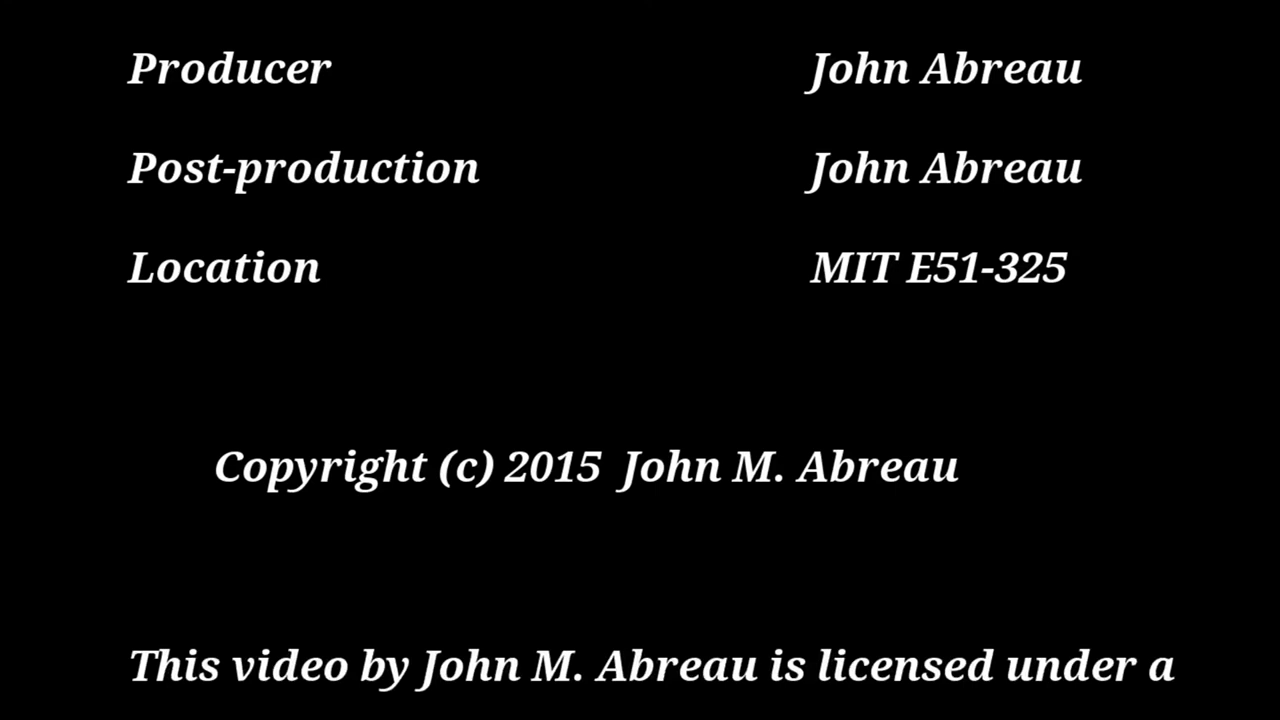 Producer John Abreau
Post-production John Abreau
Location MIT E51-325
Copyright (c) 2015 John M. Abreau
This video by John M. Abreau is licensed under a